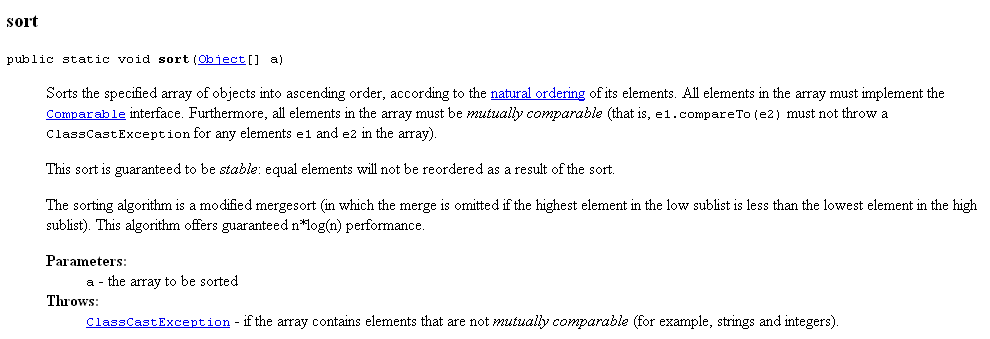 sort
public static void sort(Object[] a)
Sorts the specified array of objects into ascending order, according to the natural ordering of its elements. All elements in the array must implement the
Comparable interface. Furthermore, all elements in the array must be mutually comparable (that is, e1.compareTo(e2) must not throw a
ClassCastException for any elements e1 and e2 in the array).
This sort is guaranteed to be stable: equal elements will not be reordered as a result of the sort.
The sorting algorithm is a modified mergesort (in which the merge is omitted if the highest element in the low sublist is less than the lowest element in the high
sublist). This algorithm offers guaranteed n*log(n) performance.
Parameters:
a - the array to be sorted
Throws:
ClassCastException - if the array contains elements that are not mutually comparable (for example, strings and integers).